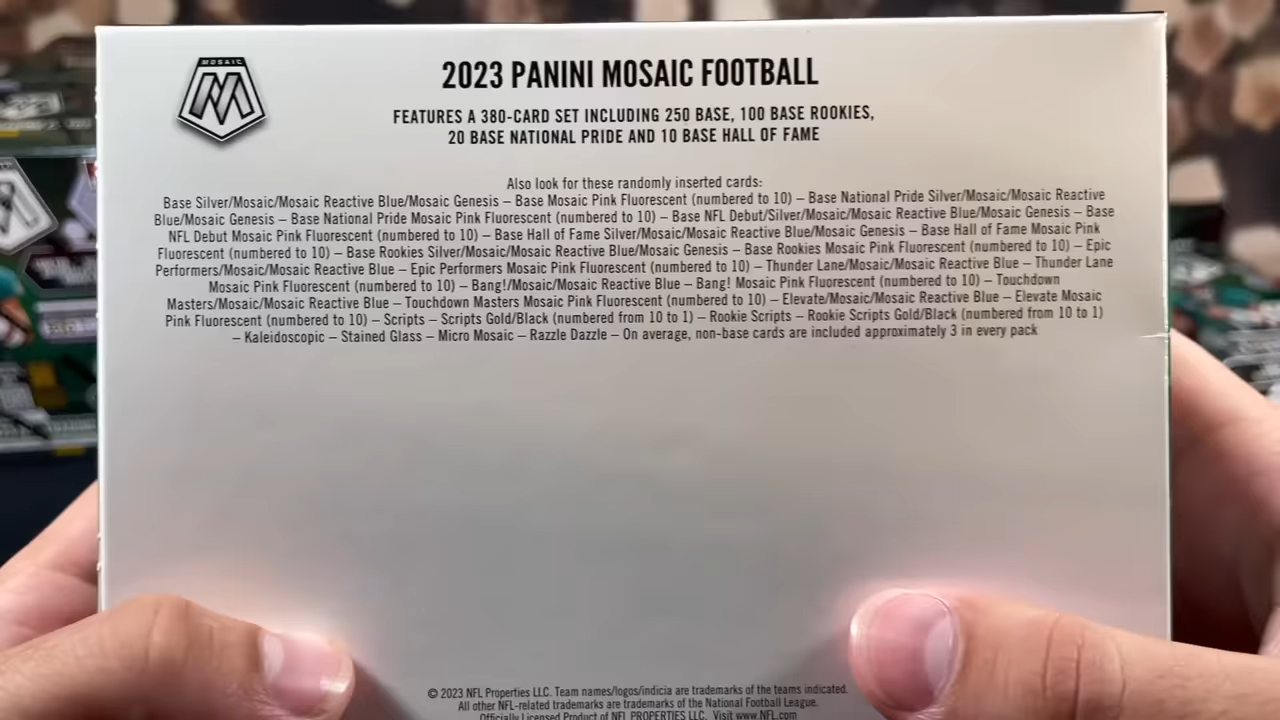 MOSAIC
2023 PANINI MOSAIC FOOTBALL
FEATURES A 380-CARD SET INCLUDING 250 BASE, 100 BASE ROOKIES,
20 BASE NATIONAL PRIDE AND 10 BASE HALL OF FAME
Also look for these randomly inserted cards:
Base Silver/Mosaic/Mosaic Reactive Blue/Mosaic Genesis – Base Mosaic Pink Fluorescent (numbered to 10) – Base National Pride Silver/Mosaic/Mosaic Reactive
Blue/Mosaic Genesis – Base National Pride Mosaic Pink Fluorescent (numbered to 10) – Base NFL Debut/Silver/Mosaic/Mosaic Reactive Blue/Mosaic Genesis – Base
NFL Debut Mosaic Pink Fluorescent (numbered to 10) – Base Hall of Fame Silver/Mosaic/Mosaic Reactive Blue/Mosaic Genesis – Base Hall of Fame Mosaic Pink
Fluorescent (numbered to 10) – Base Rookies Silver/Mosaic/Mosaic Reactive Blue/Mosaic Genesis – Base Rookies Mosaic Pink Fluorescent (numbered to 10) – Epic
Performers/Mosaic/Mosaic Reactive Blue – Epic Performers Mosaic Pink Fluorescent (numbered to 10) – Thunder Lane/Mosaic/Mosaic Reactive Blue – Thunder Lane
Mosaic Pink Fluorescent (numbered to 10) – Bang!/Mosaic/Mosaic Reactive Blue – Bang! Mosaic Pink Fluorescent (numbered to 10) – Touchdown
Masters/Mosaic/Mosaic Reactive Blue – Touchdown Masters Mosaic Pink Fluorescent (numbered to 10) – Elevate/Mosaic/Mosaic Reactive Blue – Elevate Mosaic
Pink Fluorescent (numbered to 10) – Scripts – Scripts Gold/Black (numbered from 10 to 1) – Rookie Scripts – Rookie Scripts Gold/Black (numbered from 10 to 1)
– Kaleidoscopic – Stained Glass – Micro Mosaic – Razzle Dazzle – On average, non-base cards are included approximately 3 in every pack
© 2023 NFL Properties LLC. Team names/logos/indicia are trademarks of the teams indicated.
All other NFL-related trademarks are trademarks of the National Football League.
Officially Licensed Product of NFL PROPERTIES LLC. Visit www.NFL.com